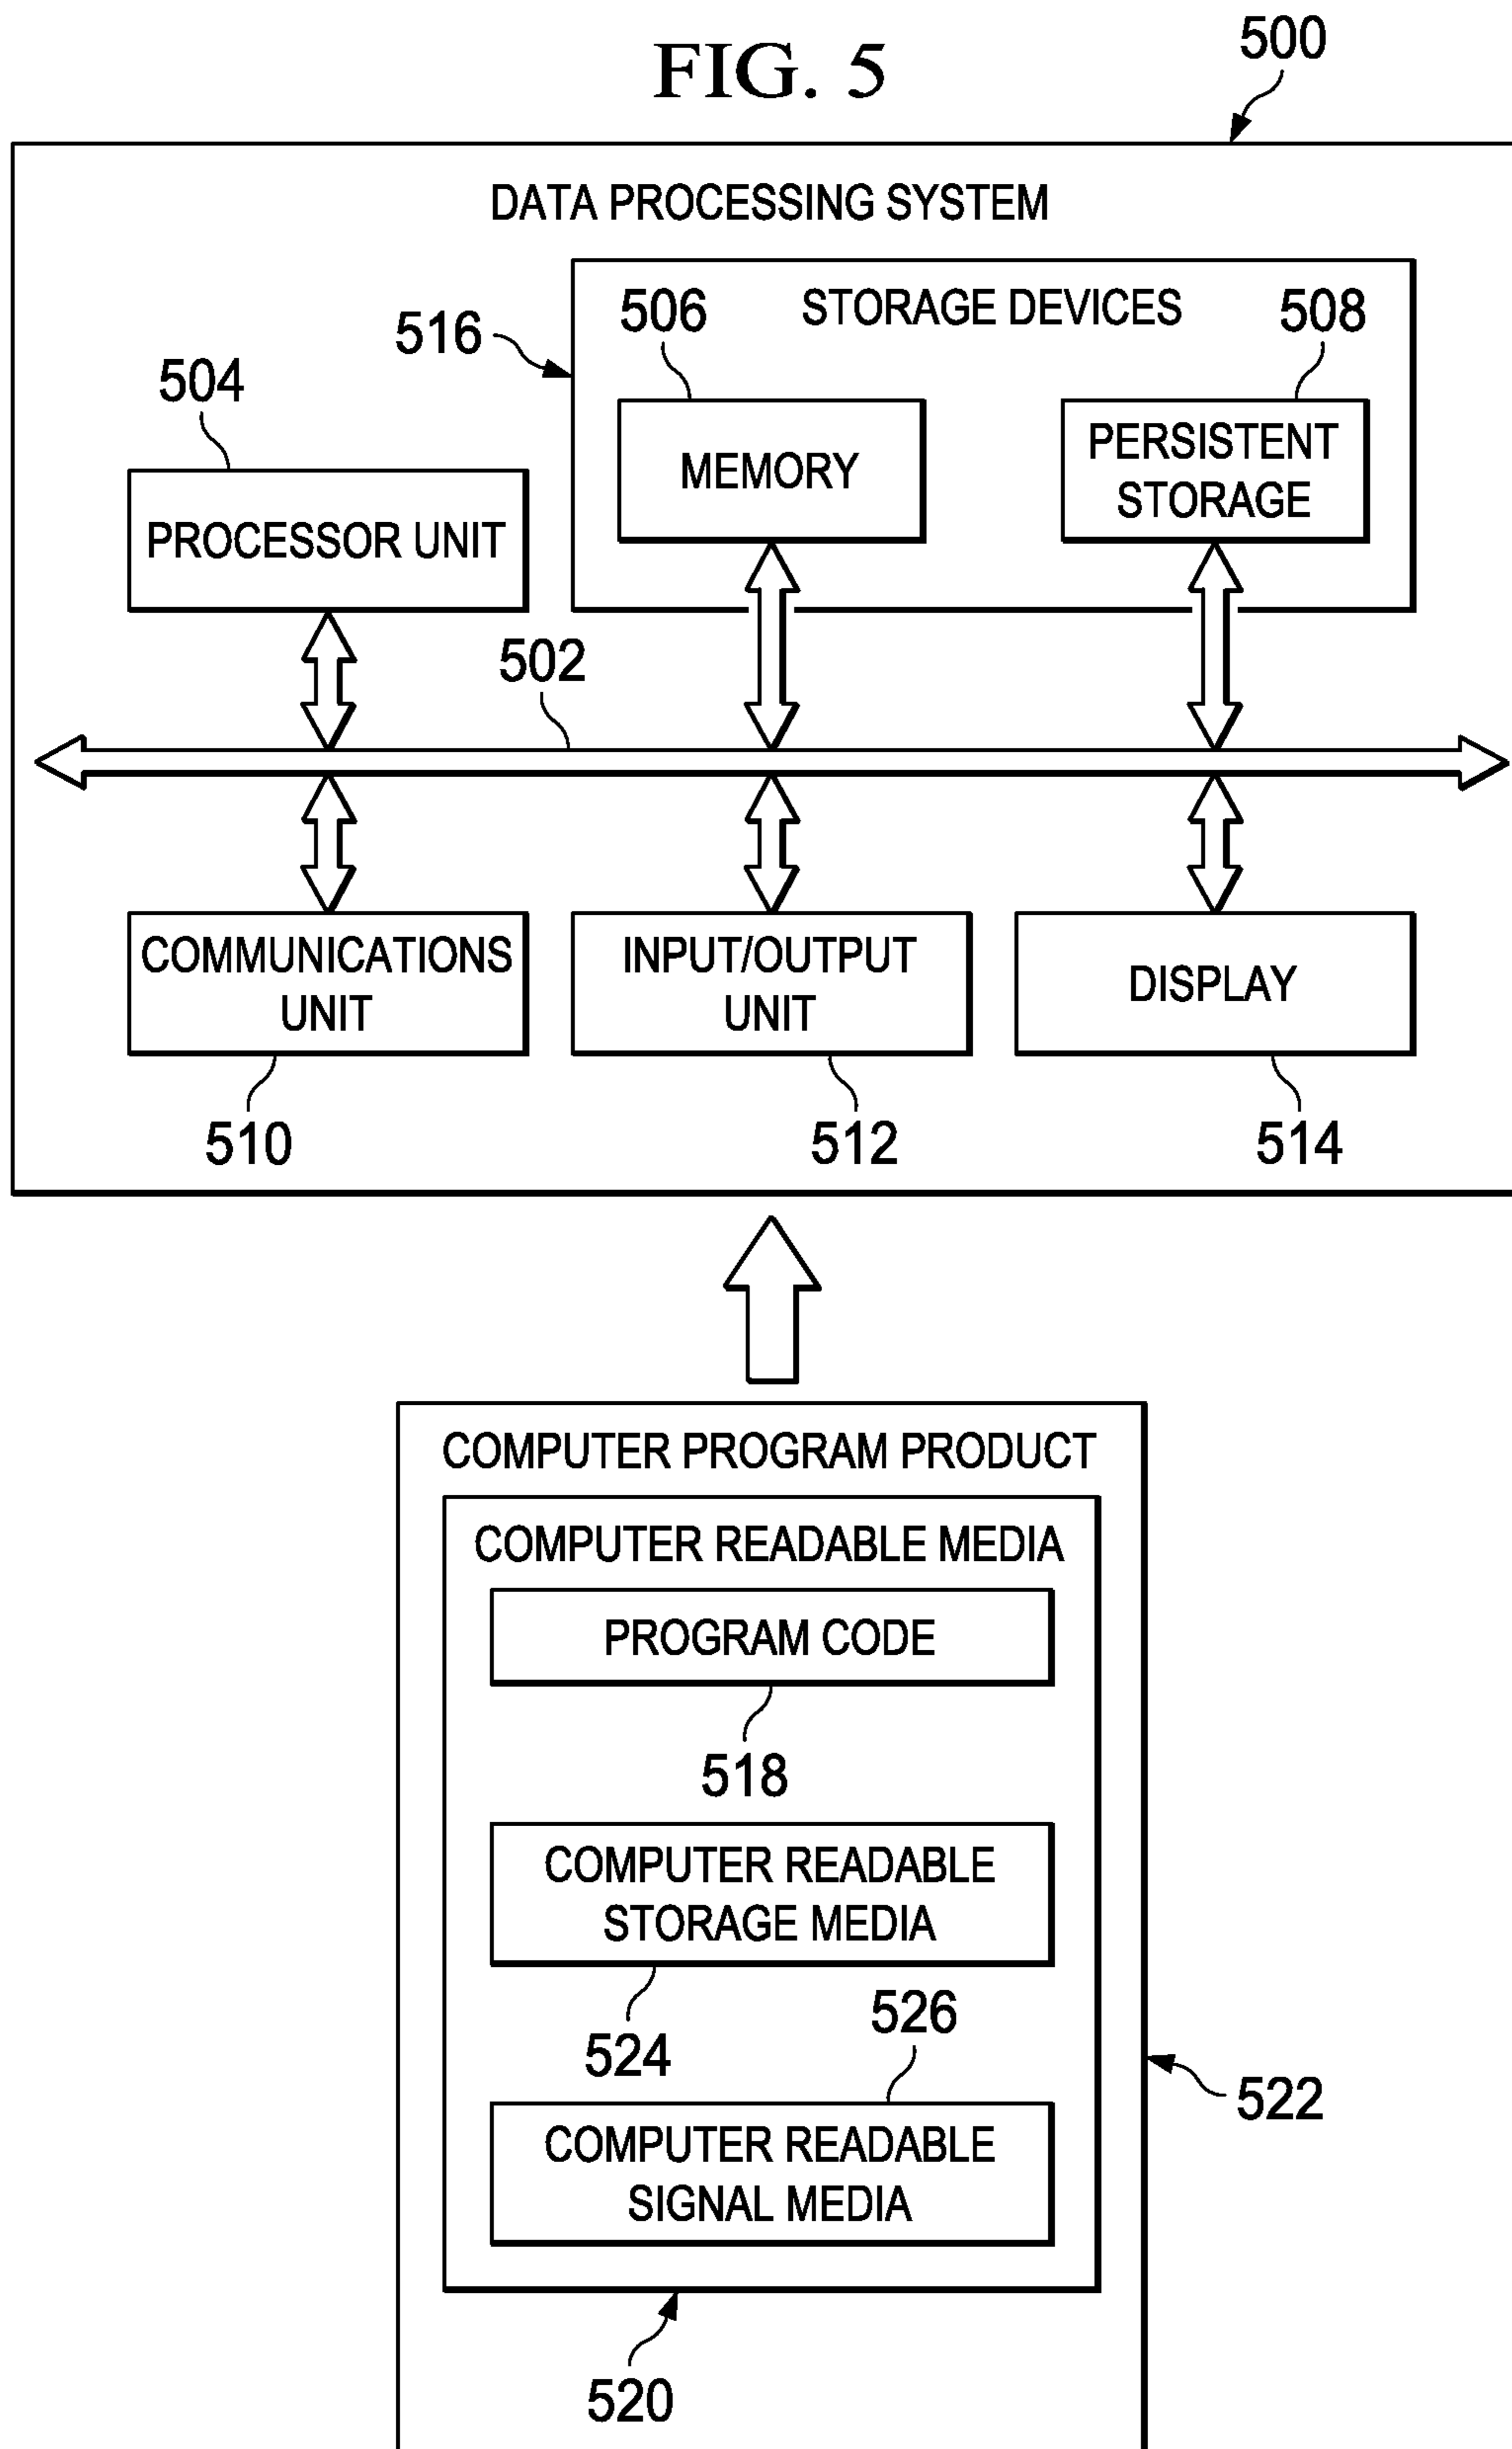 FIG. 5
500
DATA PROCESSING SYSTEM
516
506
STORAGE DEVICES
508
504
MEMORY
PERSISTENT
STORAGE
PROCESSOR UNIT
502
COMMUNICATIONS
UNIT
INPUT/OUTPUT
UNIT
DISPLAY
510
512
514
COMPUTER PROGRAM PRODUCT
COMPUTER READABLE MEDIA
PROGRAM CODE
518
COMPUTER READABLE
STORAGE MEDIA
524
526
COMPUTER READABLE
SIGNAL MEDIA
522
520